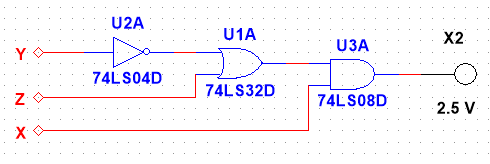 U2A
U1A
U3A
X2
Y
74LS04D
74LS32D
Z
74LS08D
2.5 V
X